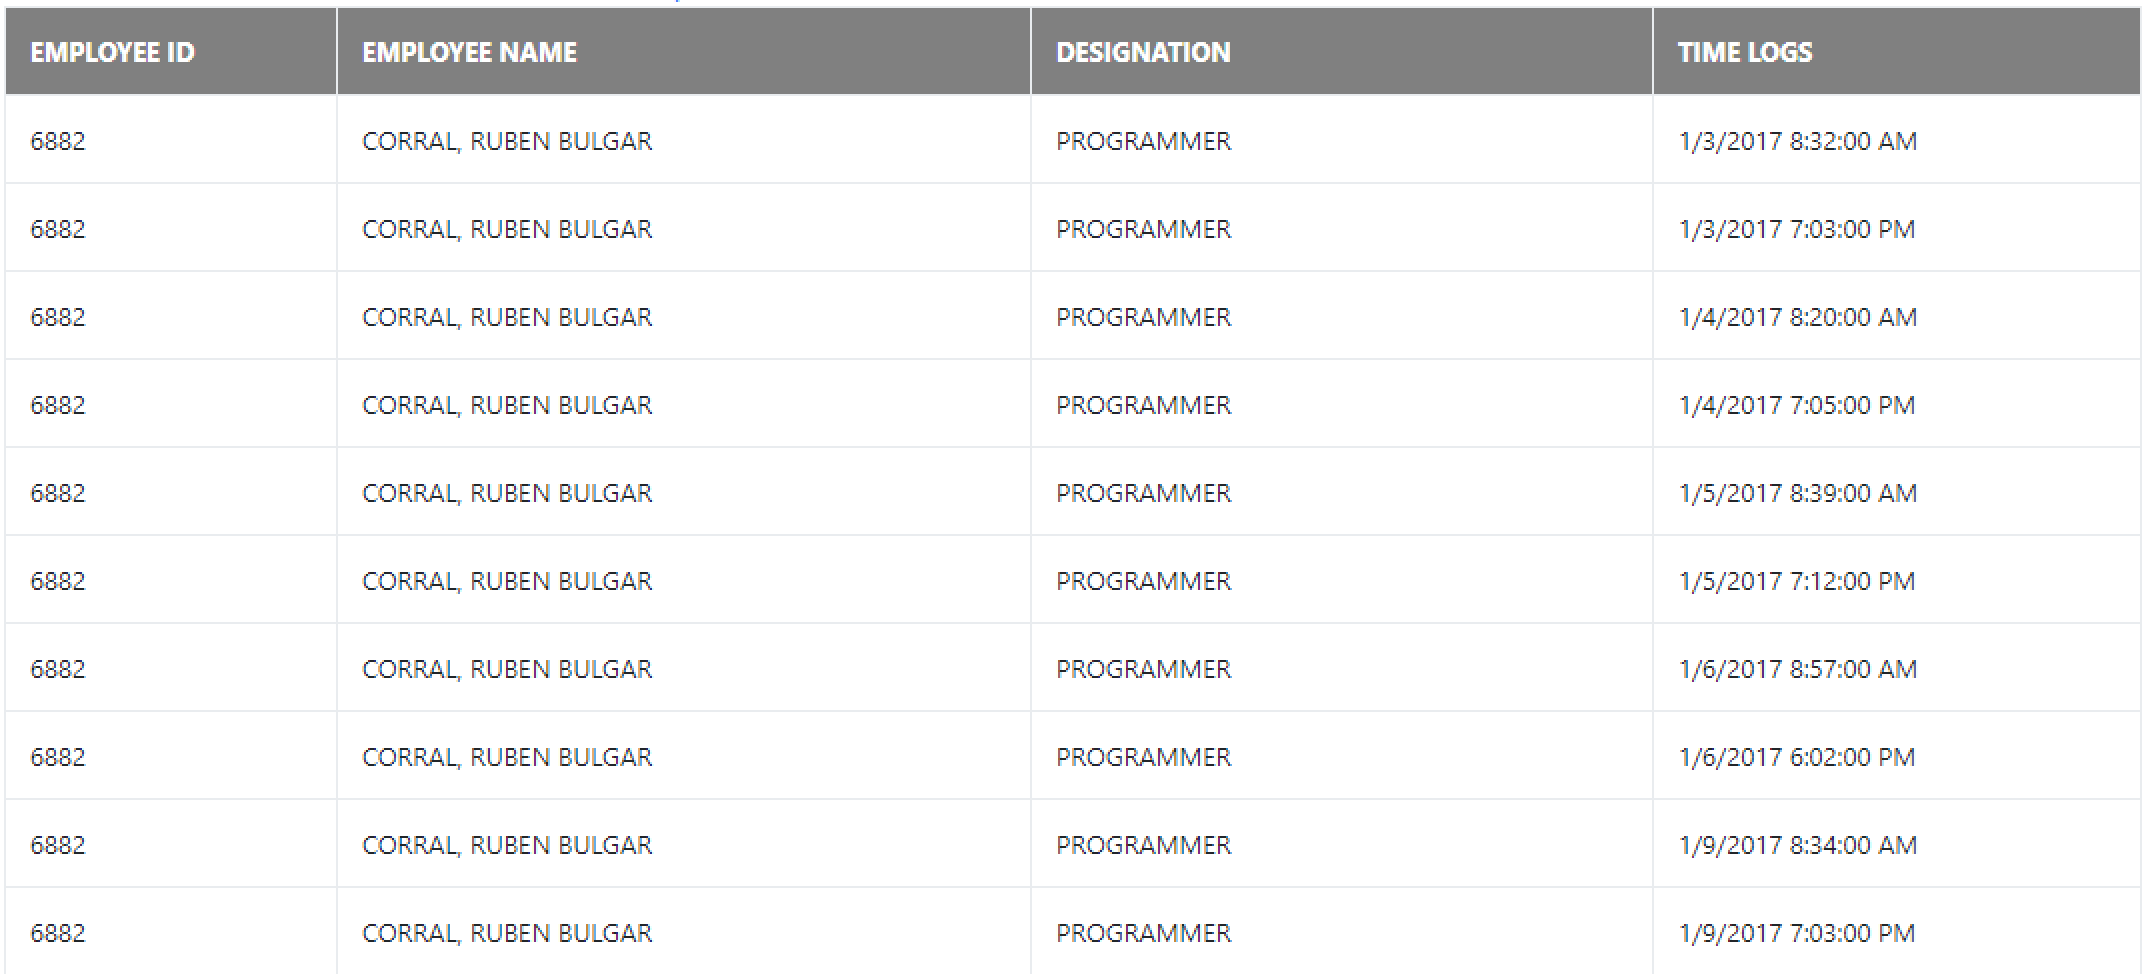 EMPLOYEE ID EMPLOYEE NAME DESIGNATION TIME LOGS
6882 CORRAL, RUBEN BULGAR PROGRAMMER 1/3/2017 8:32:00 AM
6882 CORRAL, RUBEN BULGAR PROGRAMMER 1/3/2017 7:03:00 PM
6882 CORRAL, RUBEN BULGAR PROGRAMMER 1/4/2017 8:20:00 AM
6882 CORRAL, RUBEN BULGAR PROGRAMMER 1/4/2017 7:05:00 PM
6882 CORRAL, RUBEN BULGAR PROGRAMMER 1/5/2017 8:39:00 AM
6882 CORRAL, RUBEN BULGAR PROGRAMMER 1/5/2017 7:12:00 PM
6882 CORRAL, RUBEN BULGAR PROGRAMMER 1/6/2017 8:57:00 AM
6882 CORRAL, RUBEN BULGAR PROGRAMMER 1/6/2017 6:02:00 PM
6882 CORRAL, RUBEN BULGAR PROGRAMMER 1/9/2017 8:34:00 AM
6882 CORRAL, RUBEN BULGAR PROGRAMMER 1/9/2017 7:03:00 PM